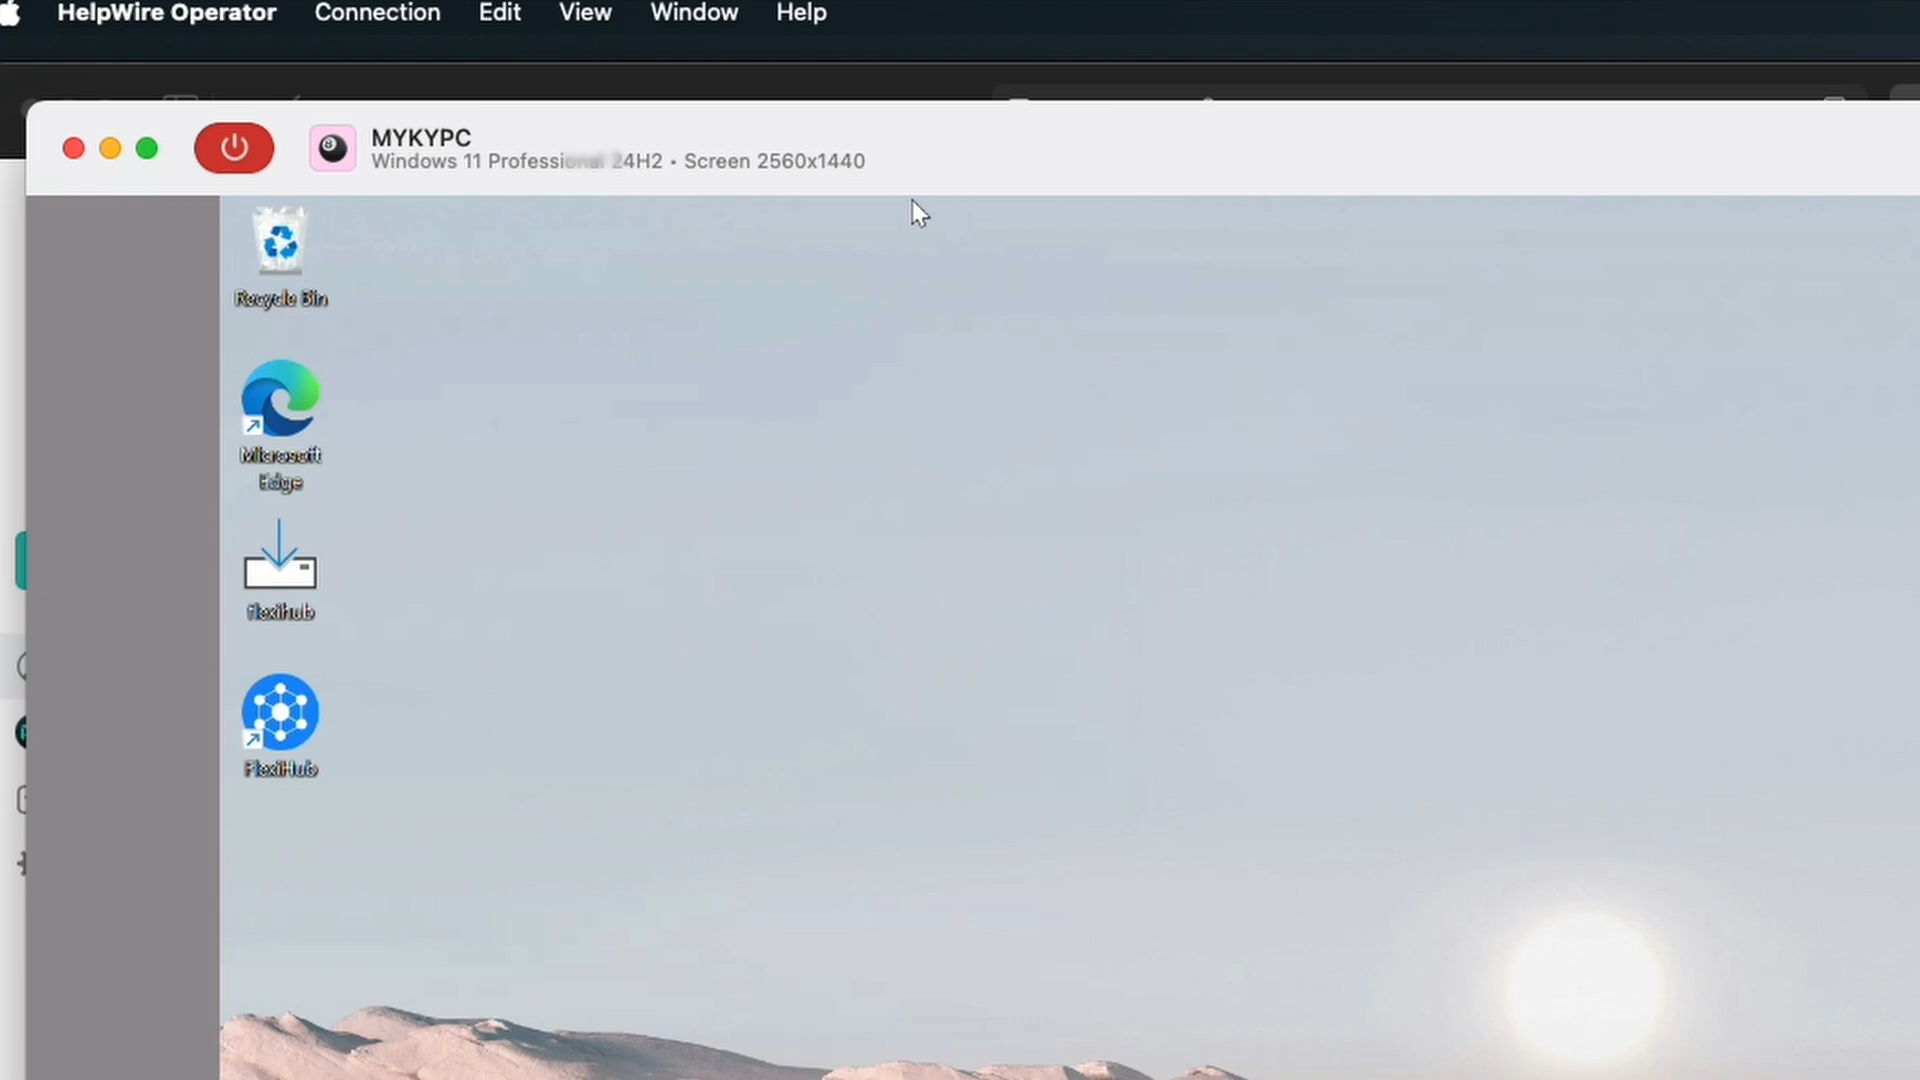 HelpWire Operator Connection Edit View Window Help
MYKYPC
Windows 11 Professional 24H2 • Screen 2560x1440
Recycle Bin
Microsoft
Edge
flexihub
FlexiHub